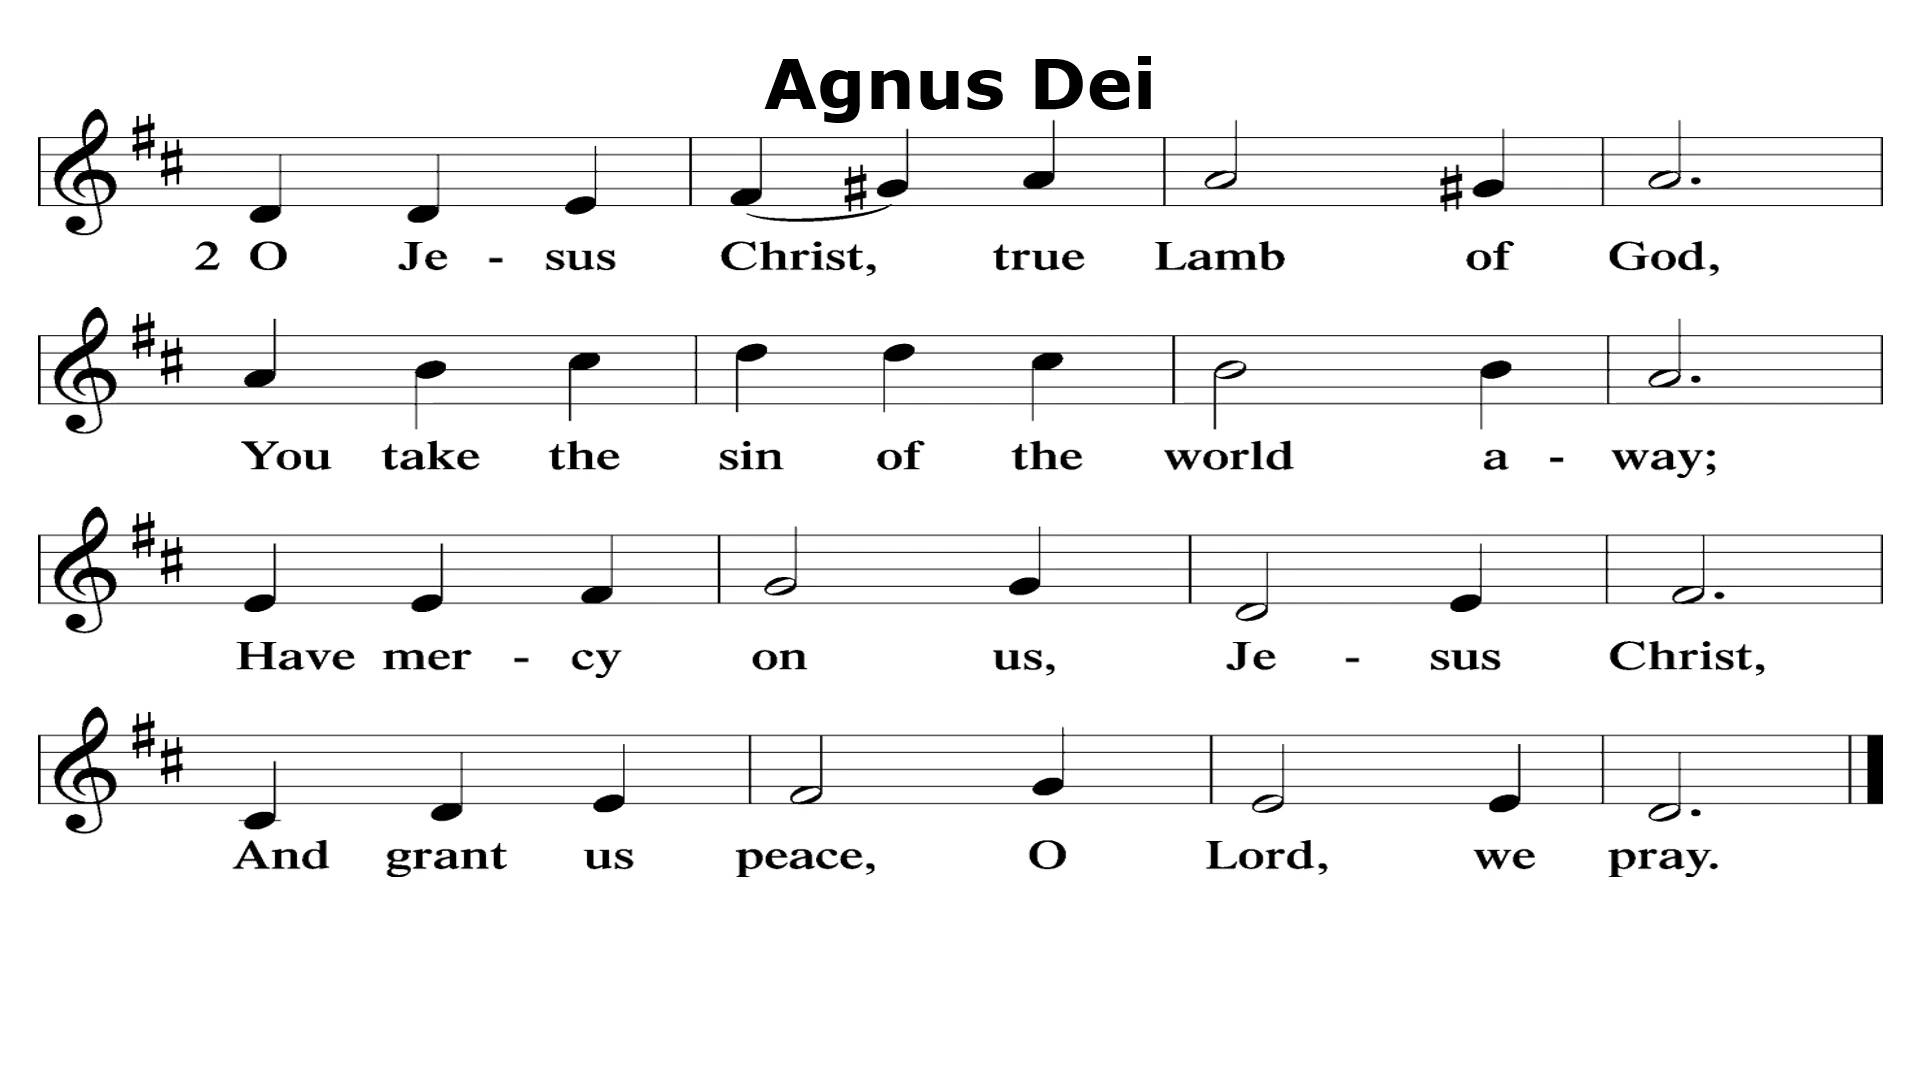 Agnus Dei
2 O Je - sus Christ, true Lamb of God,
You take the sin of the world a - way;
Have mer - cy on us, Je - sus Christ,
And grant us peace, O Lord, we pray.